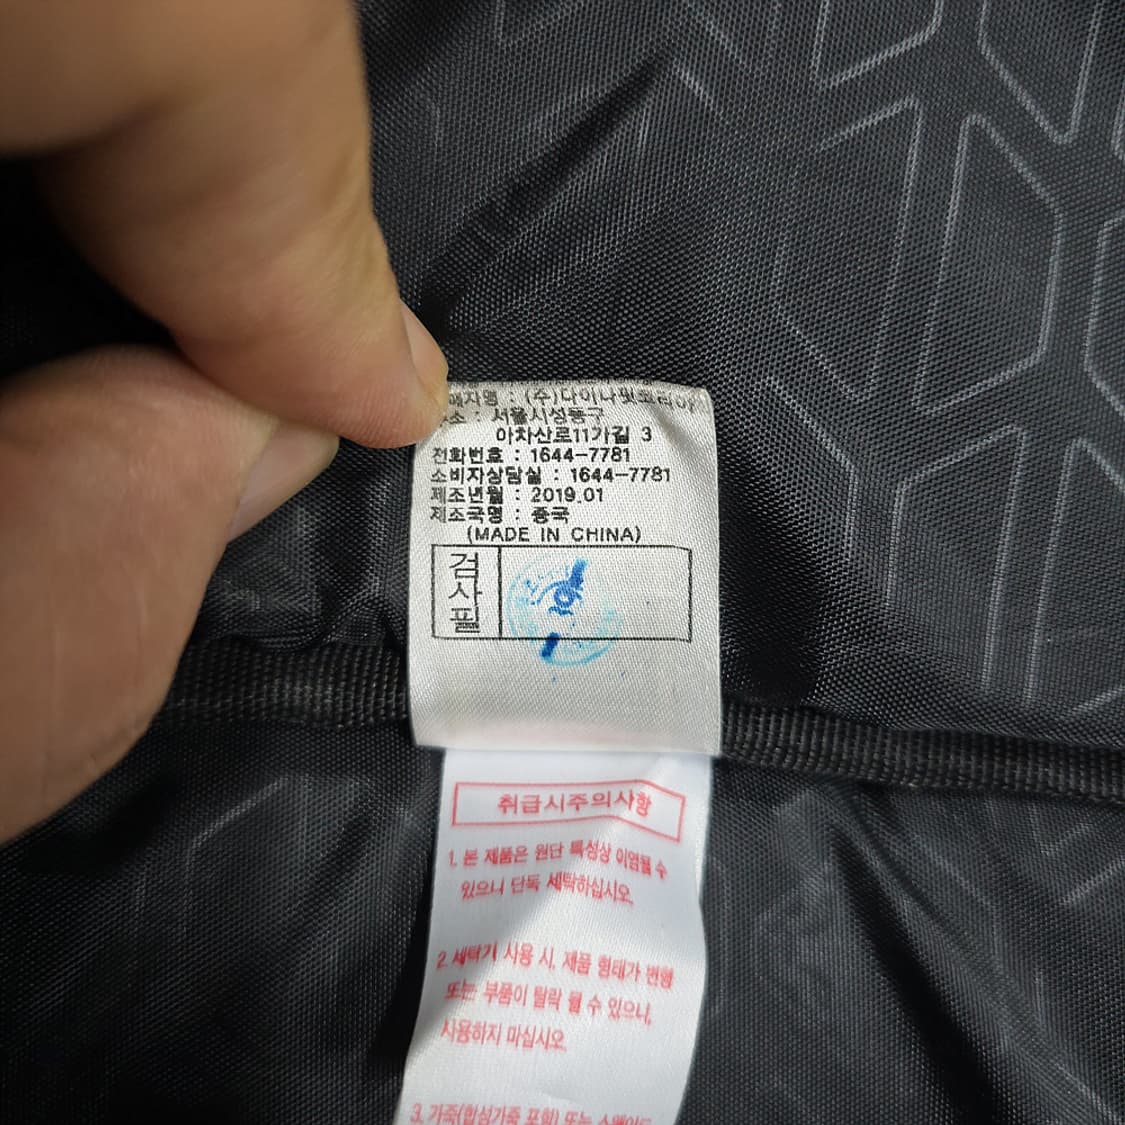 매자명 : (주)다이나핏코리아
주소 : 서울시성동구
아차산로11가길 3
전화번호 : 1644-7781
소비자상담실 : 1644-7781
제조년월 : 2019.01
제조국명 : 중국
(MADE IN CHINA)
검사필
취급시주의사항
1. 본 제품은 원단 특성상 이염될 수
있으니 단독 세탁하십시오.
2. 세탁기 사용 시, 제품 형태가 변형
또는 부품이 탈락 될 수 있으니,
사용하지 마십시오.
3. 가죽(합성가죽 포함) 또는